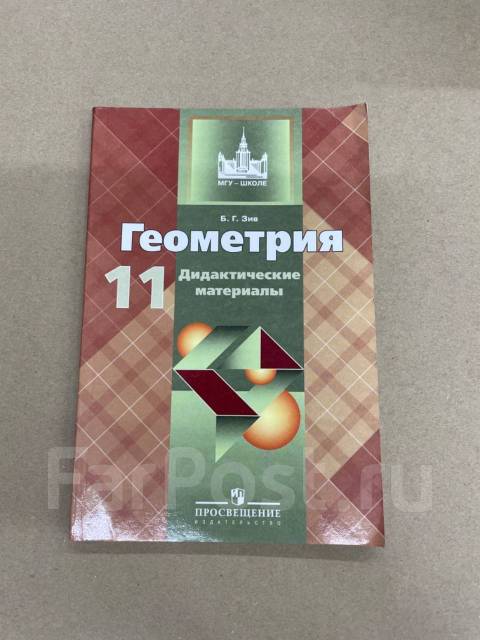 МГУ – ШКОЛЕ
Б. Г. Зив
Геометрия
11
Дидактические
материалы
FarPost.ru
ПРОСВЕЩЕНИЕ
ИЗДАТЕЛЬСТВО